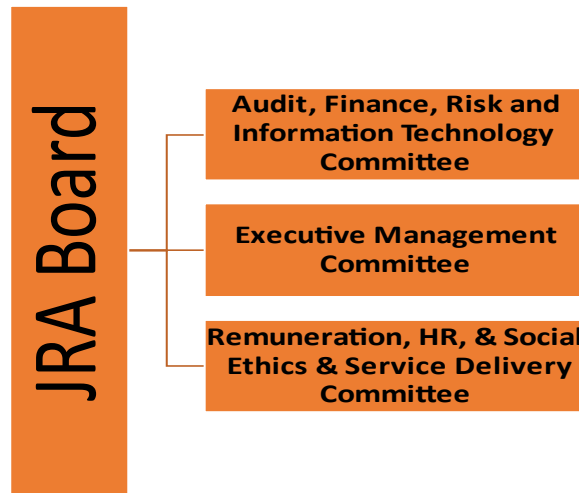 JRA Board
Audit, Finance, Risk and
Information Technology
Committee
Executive Management
Committee
Remuneration, HR, & Social
Ethics & Service Delivery
Committee